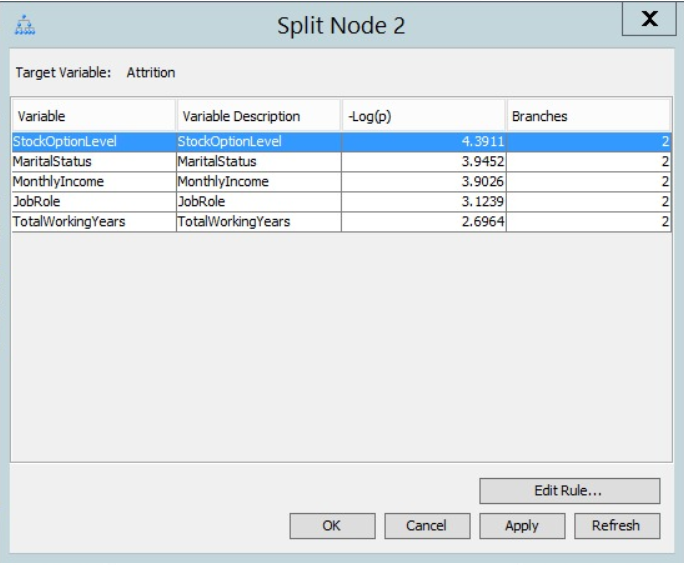 Split Node 2
X
Target Variable: Attrition
Variable Variable Description -Log(p) Branches
StockOptionLevel StockOptionLevel 4.3911 2
MaritalStatus MaritalStatus 3.9452 2
MonthlyIncome MonthlyIncome 3.9026 2
JobRole JobRole 3.1239 2
TotalWorkingYears TotalWorkingYears 2.6964 2
Edit Rule...
OK Cancel Apply Refresh